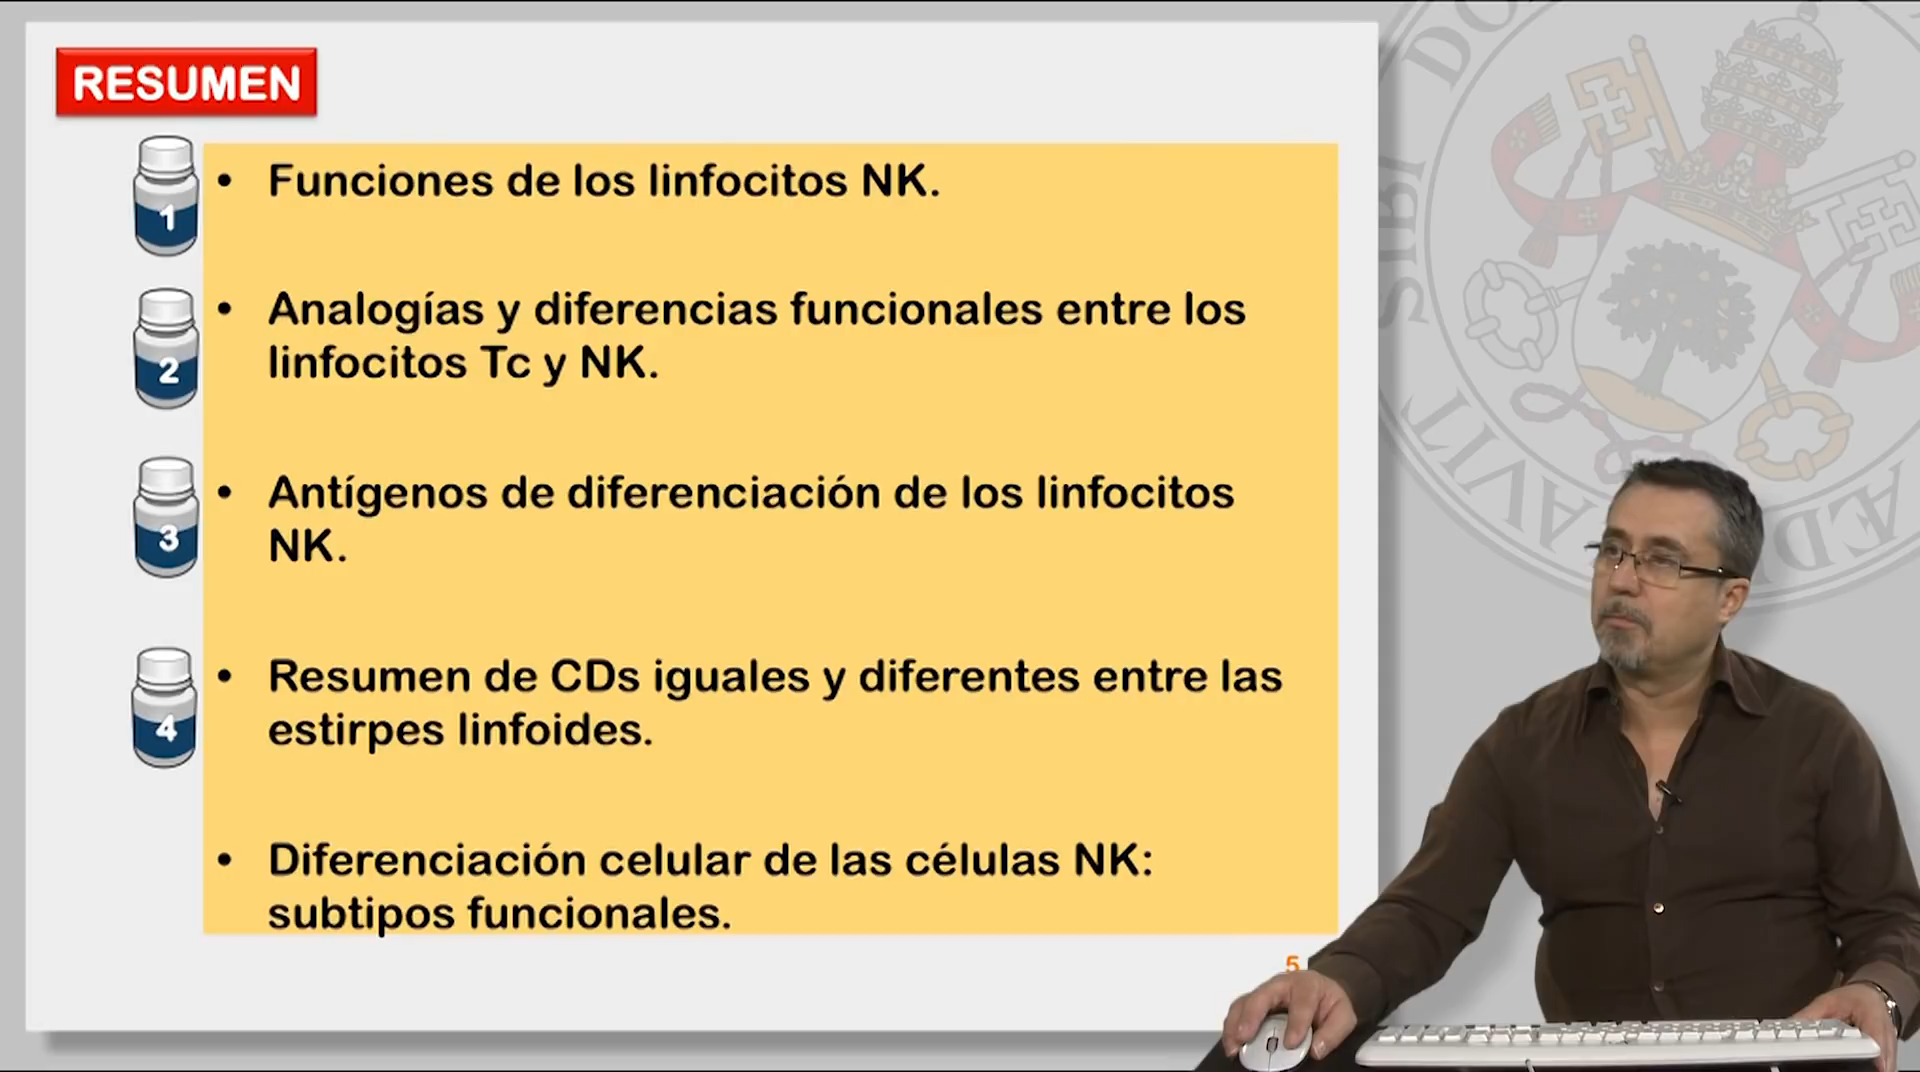 RESUMEN
1
• Funciones de los linfocitos NK.
2
• Analogías y diferencias funcionales entre los
linfocitos Tc y NK.
3
• Antígenos de diferenciación de los linfocitos
NK.
4
• Resumen de CDs iguales y diferentes entre las
estirpes linfoides.
• Diferenciación celular de las células NK:
subtipos funcionales.
5